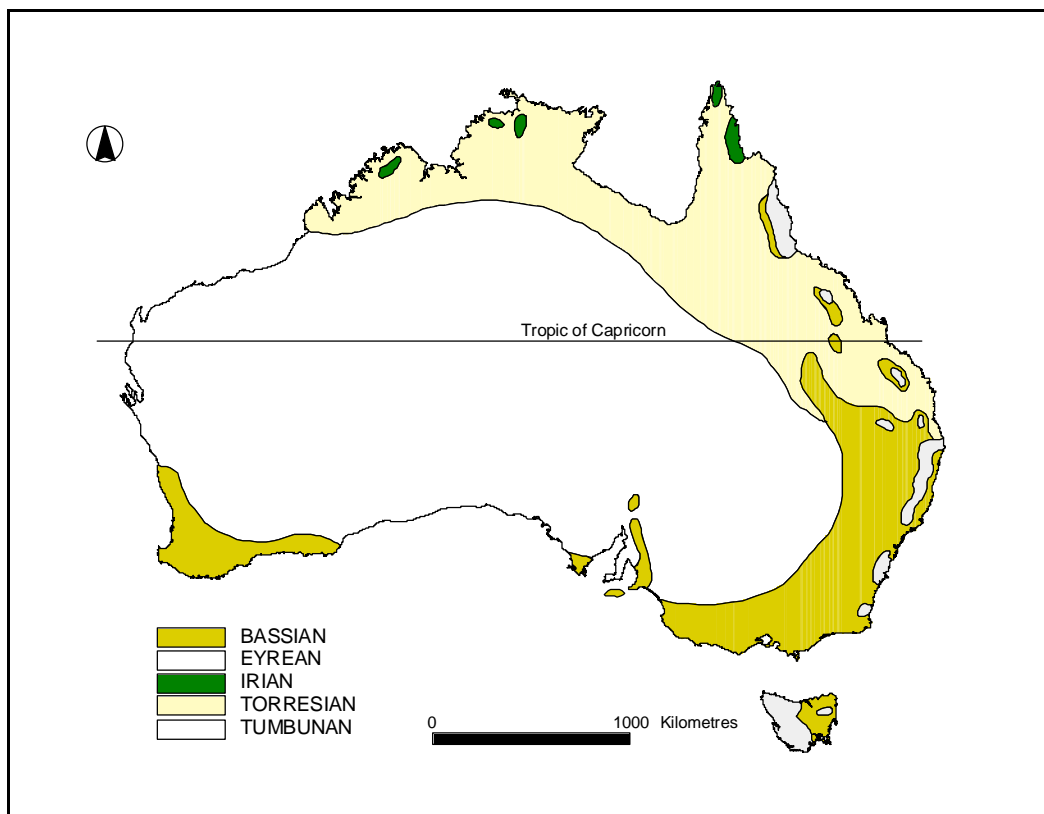 Tropic of Capricorn
BASSIAN
EYREAN
IRIAN
TORRESIAN
TUMBUNAN
0 1000 Kilometres